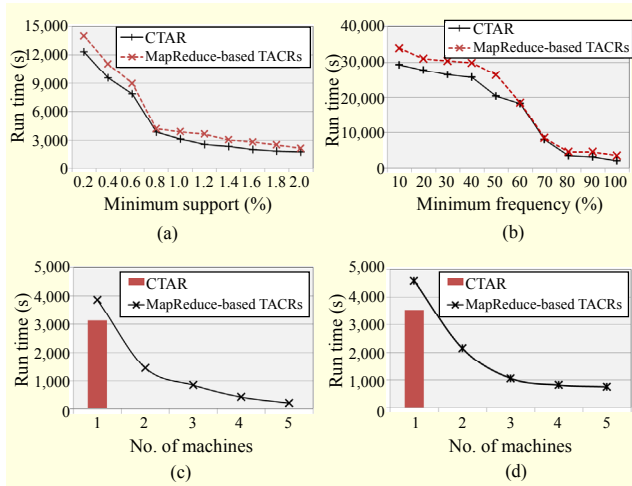 15,000
12,000
9,000
6,000
3,000
0
Run time (s)
CTAR
MapReduce-based TACRs
0.2 0.4 0.6 0.8 1.0 1.2 1.4 1.6 1.8 2.0
Minimum support (%)
(a)
40,000
30,000
20,000
10,000
0
Run time (s)
CTAR
MapReduce-based TACRs
10 20 30 40 50 60 70 80 90 100
Minimum frequency (%)
(b)
5,000
4,000
3,000
2,000
1,000
0
Run time (s)
CTAR
MapReduce-based TACRs
1 2 3 4 5
No. of machines
(c)
5,000
4,000
3,000
2,000
1,000
0
Run time (s)
CTAR
MapReduce-based TACRs
1 2 3 4 5
No. of machines
(d)